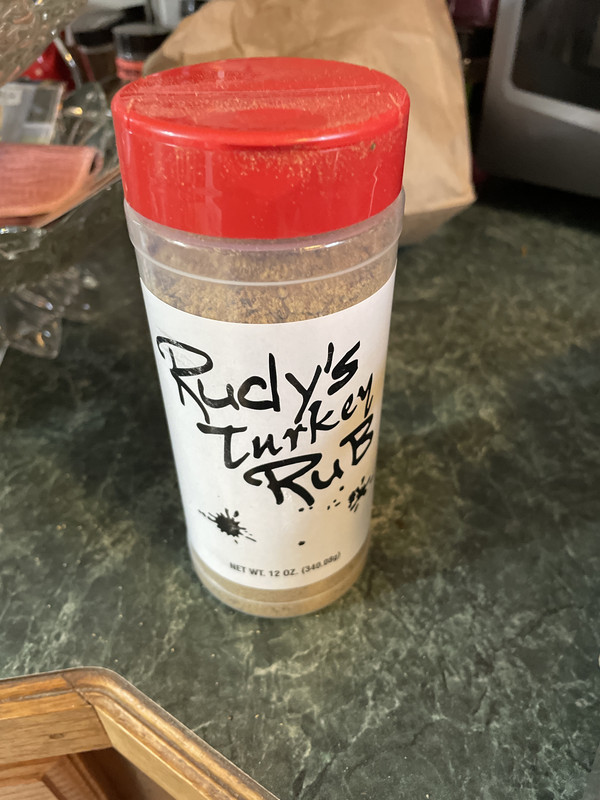 Rudy's
Turkey
RuB
NET WT. 12 OZ. (340.08g)